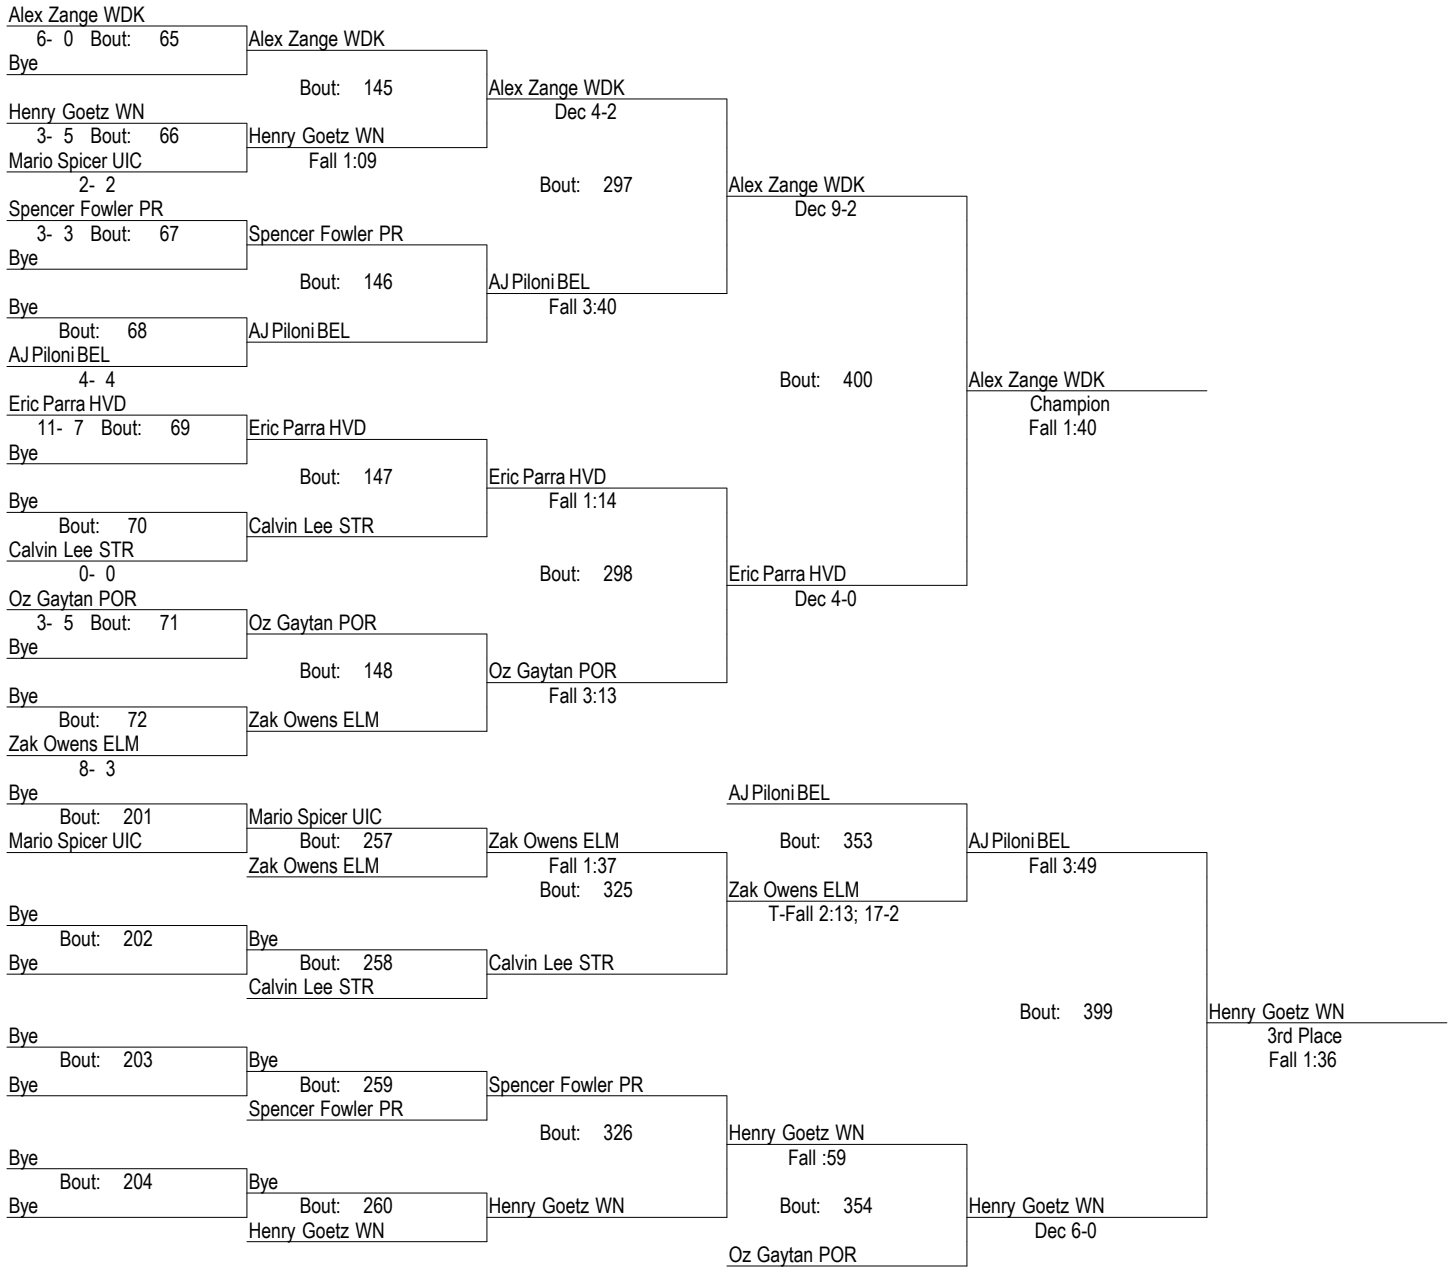 Alex Zange WDK
6- 0 Bout: 65 Alex Zange WDK
Bye
Bout: 145 Alex Zange WDK
Henry Goetz WN Dec 4-2
3- 5 Bout: 66 Henry Goetz WN
Mario Spicer UIC Fall 1:09
2- 2 Bout: 297 Alex Zange WDK
Spencer Fowler PR Dec 9-2
3- 3 Bout: 67 Spencer Fowler PR
Bye
Bout: 146 AJ Piloni BEL
Bye Fall 3:40
Bout: 68 AJ Piloni BEL
AJ Piloni BEL
4- 4 Bout: 400 Alex Zange WDK
Eric Parra HVD Champion
11- 7 Bout: 69 Eric Parra HVD Fall 1:40
Bye
Bout: 147 Eric Parra HVD
Bye Fall 1:14
Bout: 70 Calvin Lee STR
Calvin Lee STR
0- 0 Bout: 298 Eric Parra HVD
Oz Gaytan POR Dec 4-0
3- 5 Bout: 71 Oz Gaytan POR
Bye
Bout: 148 Oz Gaytan POR
Bye Fall 3:13
Bout: 72 Zak Owens ELM
Zak Owens ELM
8- 3
Bye AJ Piloni BEL
Bout: 201 Mario Spicer UIC
Mario Spicer UIC Bout: 257 Zak Owens ELM Bout: 353 AJ Piloni BEL
Zak Owens ELM Fall 1:37 Fall 3:49
Bout: 325 Zak Owens ELM
Bye T-Fall 2:13; 17-2
Bout: 202 Bye
Bye Bout: 258 Calvin Lee STR
Calvin Lee STR
Bout: 399 Henry Goetz WN
Bye 3rd Place
Bout: 203 Bye Fall 1:36
Bye Bout: 259 Spencer Fowler PR
Spencer Fowler PR
Bout: 326 Henry Goetz WN
Bye Fall :59
Bout: 204 Bye
Bye Bout: 260 Henry Goetz WN Bout: 354 Henry Goetz WN
Henry Goetz WN Dec 6-0
Oz Gaytan POR